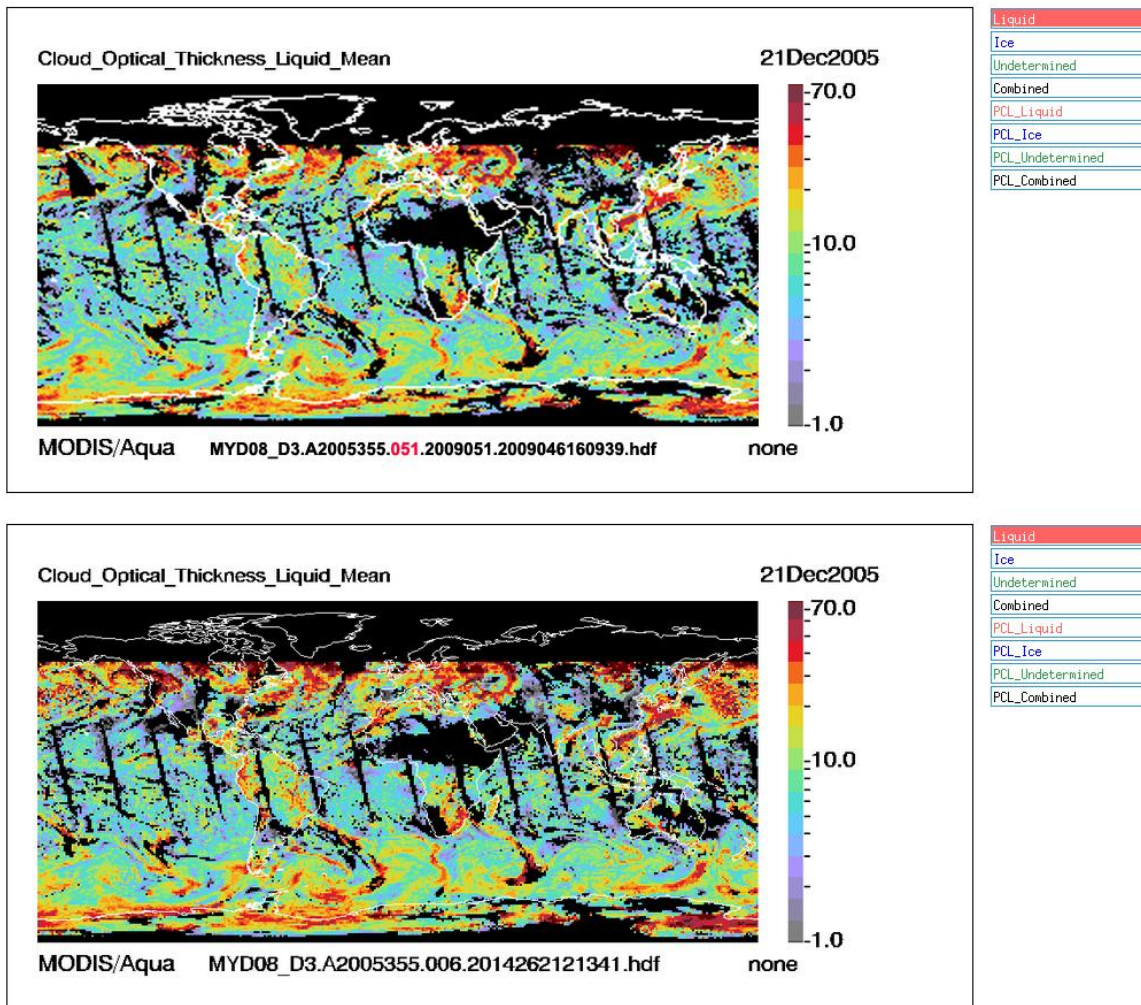 Cloud_Optical_Thickness_Liquid_Mean 21Dec2005
70.0
10.0
1.0
MODIS/Aqua MYD08_D3.A2005355.051.2009051.2009046160939.hdf none
Liquid
Ice
Undetermined
Combined
PCL_Liquid
PCL_Ice
PCL_Undetermined
PCL_Combined
Cloud_Optical_Thickness_Liquid_Mean 21Dec2005
70.0
10.0
1.0
MODIS/Aqua MYD08_D3.A2005355.006.2014262121341.hdf none
Liquid
Ice
Undetermined
Combined
PCL_Liquid
PCL_Ice
PCL_Undetermined
PCL_Combined